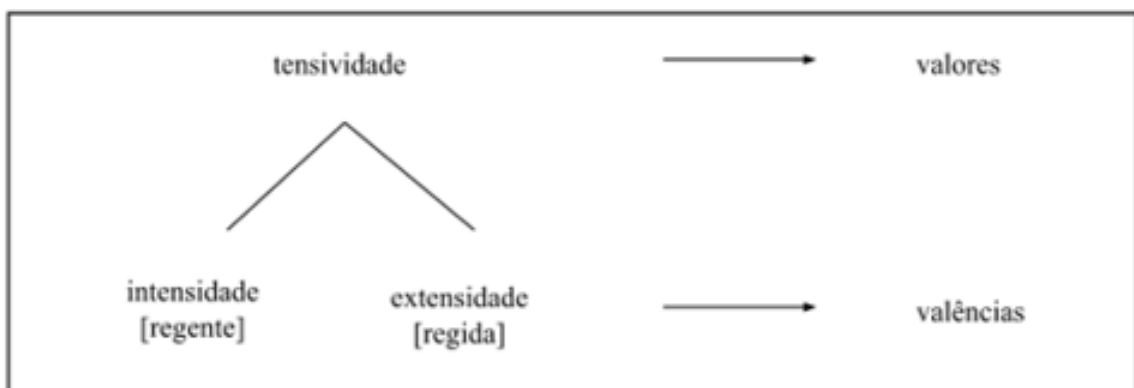 tensividade
valores
intensidade
[regente]
extensidade
[regida]
valências